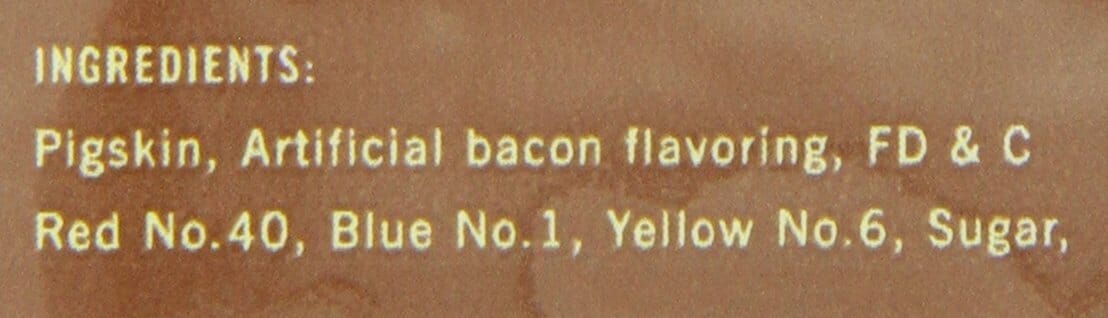 INGREDIENTS:
Pigskin, Artificial bacon flavoring, FD & C
Red No.40, Blue No.1, Yellow No.6, Sugar,